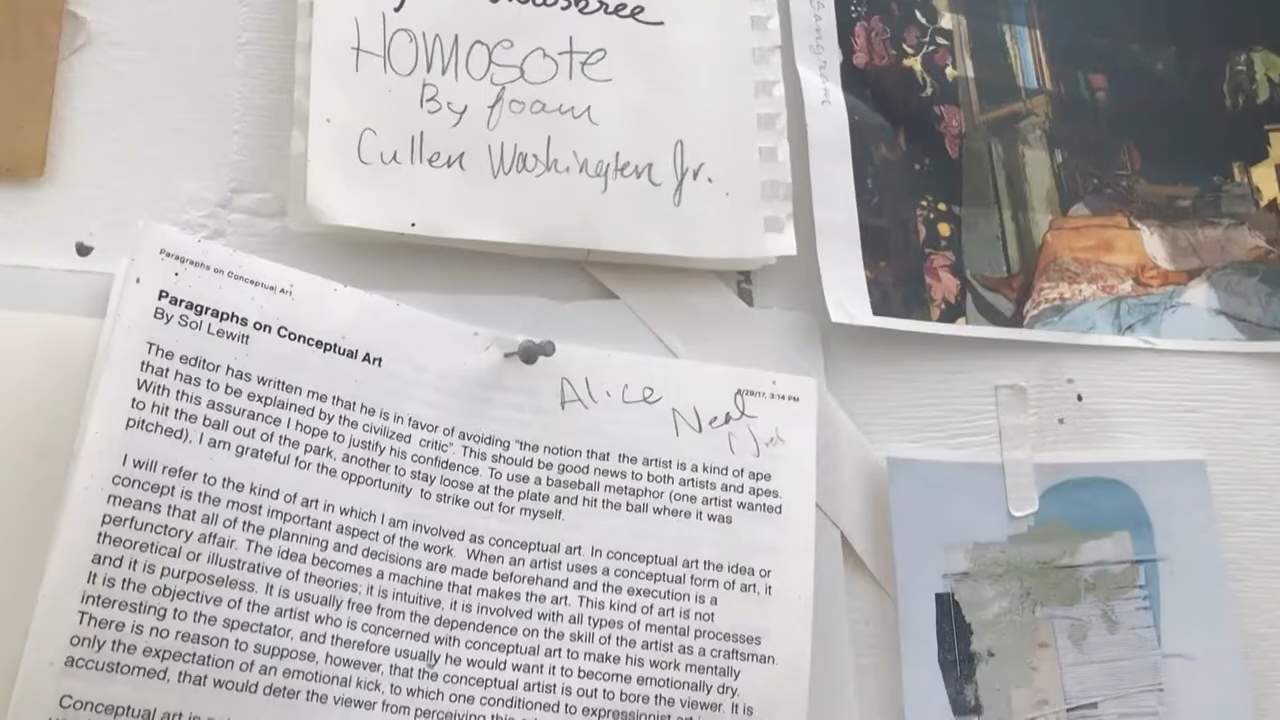 Homosote
By foam
Cullen Washington Jr.
Paragraphs on Conceptual Art
8/29/17, 3:14 PM
Alice
Neal
Paragraphs on Conceptual Art
By Sol Lewitt
The editor has written me that he is in favor of avoiding "the notion that the artist is a kind of ape
that has to be explained by the civilized critic". This should be good news to both artists and apes.
With this assurance I hope to justify his confidence. To use a baseball metaphor (one artist wanted
to hit the ball out of the park, another to stay loose at the plate and hit the ball where it was
pitched), I am grateful for the opportunity to strike out for myself.
I will refer to the kind of art in which I am involved as conceptual art. In conceptual art the idea or
concept is the most important aspect of the work. When an artist uses a conceptual form of art, it
means that all of the planning and decisions are made beforehand and the execution is a
perfunctory affair. The idea becomes a machine that makes the art. This kind of art is not
theoretical or illustrative of theories; it is intuitive, it is involved with all types of mental processes
and it is purposeless. It is usually free from the dependence on the skill of the artist as a craftsman.
It is the objective of the artist who is concerned with conceptual art to make his work mentally
interesting to the spectator, and therefore usually he would want it to become emotionally dry.
There is no reason to suppose, however, that the conceptual artist is out to bore the viewer. It is
only the expectation of an emotional kick, to which one conditioned to expressionist art
accustomed, that would deter the viewer from perceiving this
Conceptual art is